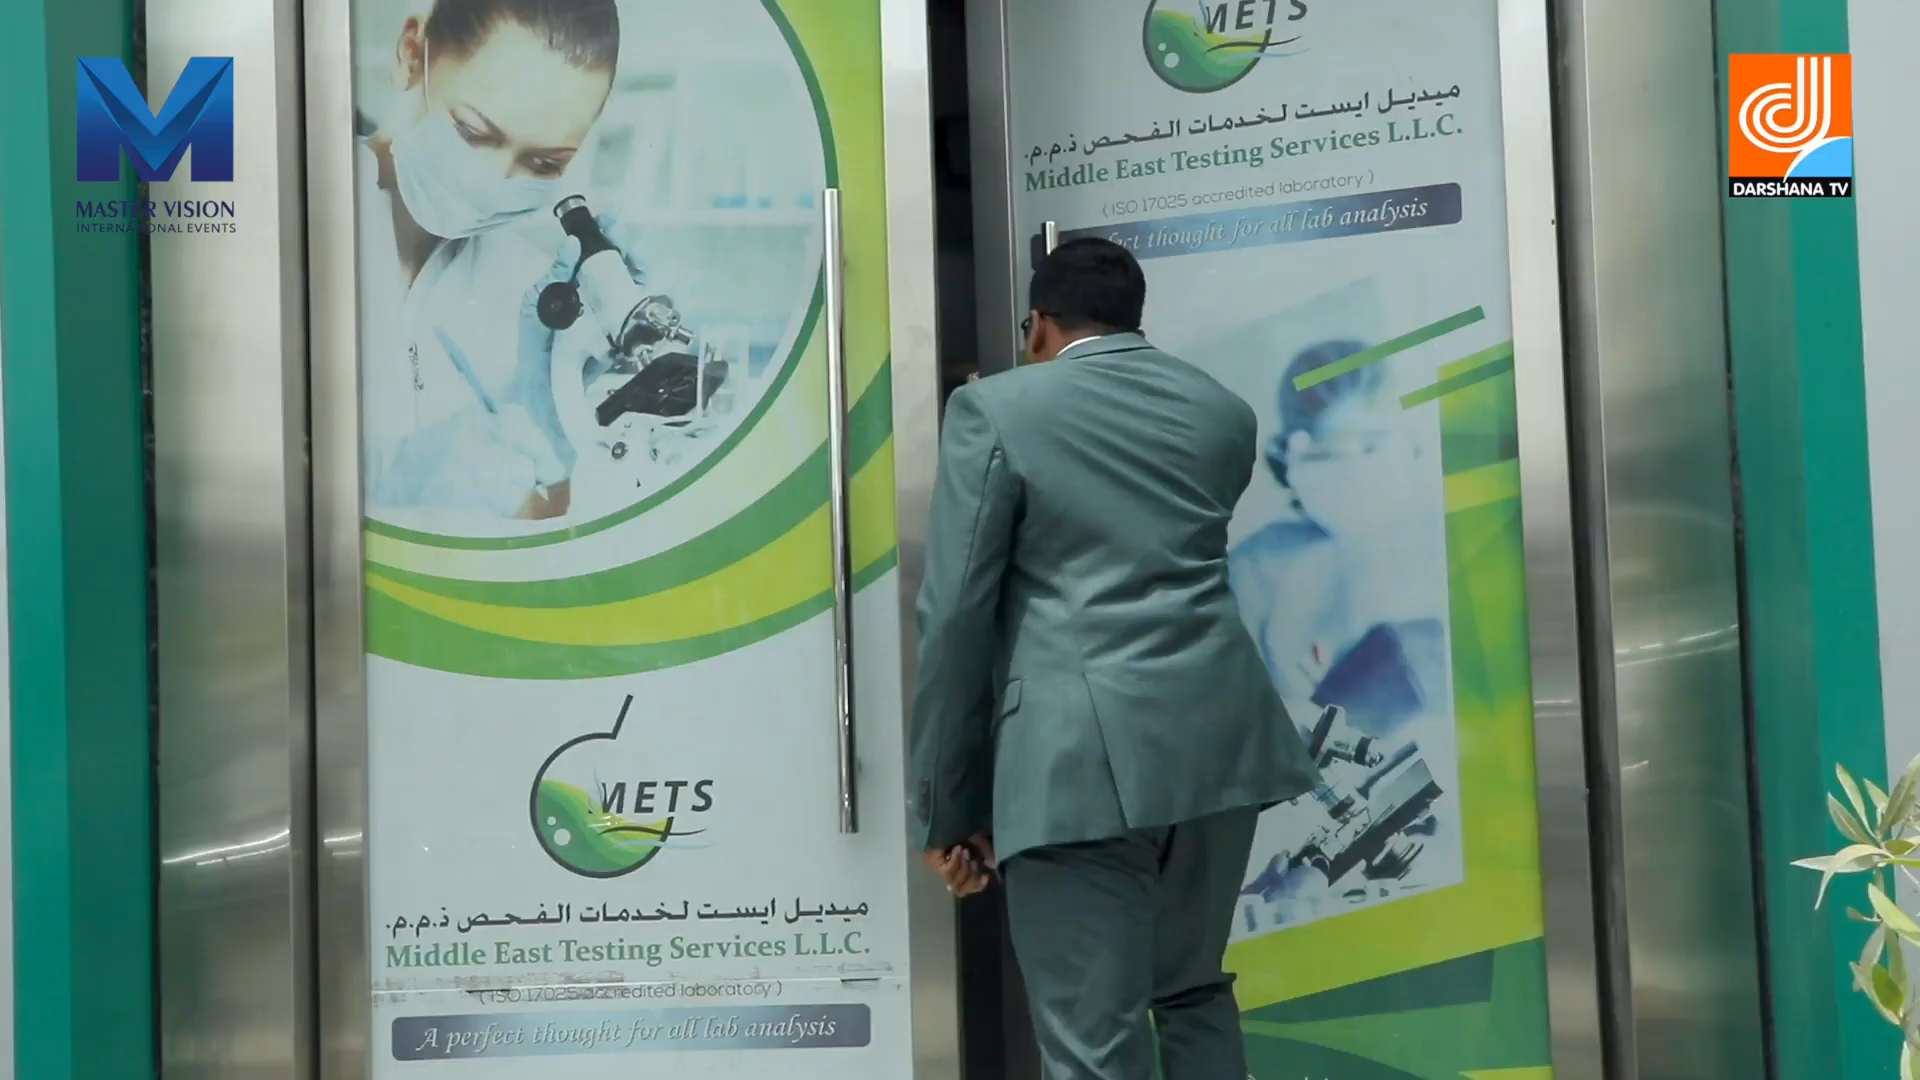 MASTER VISION
INTERNATIONAL EVENTS
DARSHANA TV
METS
ميديل ايست لخدمات الفحص ذ.م.م.
Middle East Testing Services L.L.C.
(ISO 17025 accredited laboratory)
thought for all lab analysis
METS
ميديل ايست لخدمات الفحص ذ.م.م.
Middle East Testing Services L.L.C.
(ISO 17025 accredited laboratory)
A perfect thought for all lab analysis